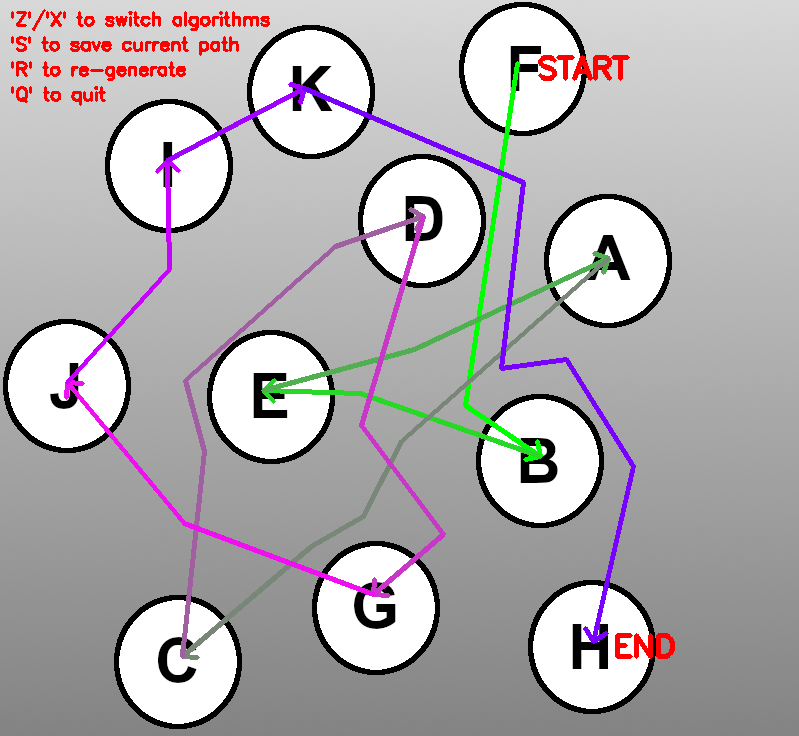 'Z'/'X' to switch algorithms
'S' to save current path
'R' to re-generate
'Q' to quit
F START
K
I
D
A
J
E
B
G
C
H END